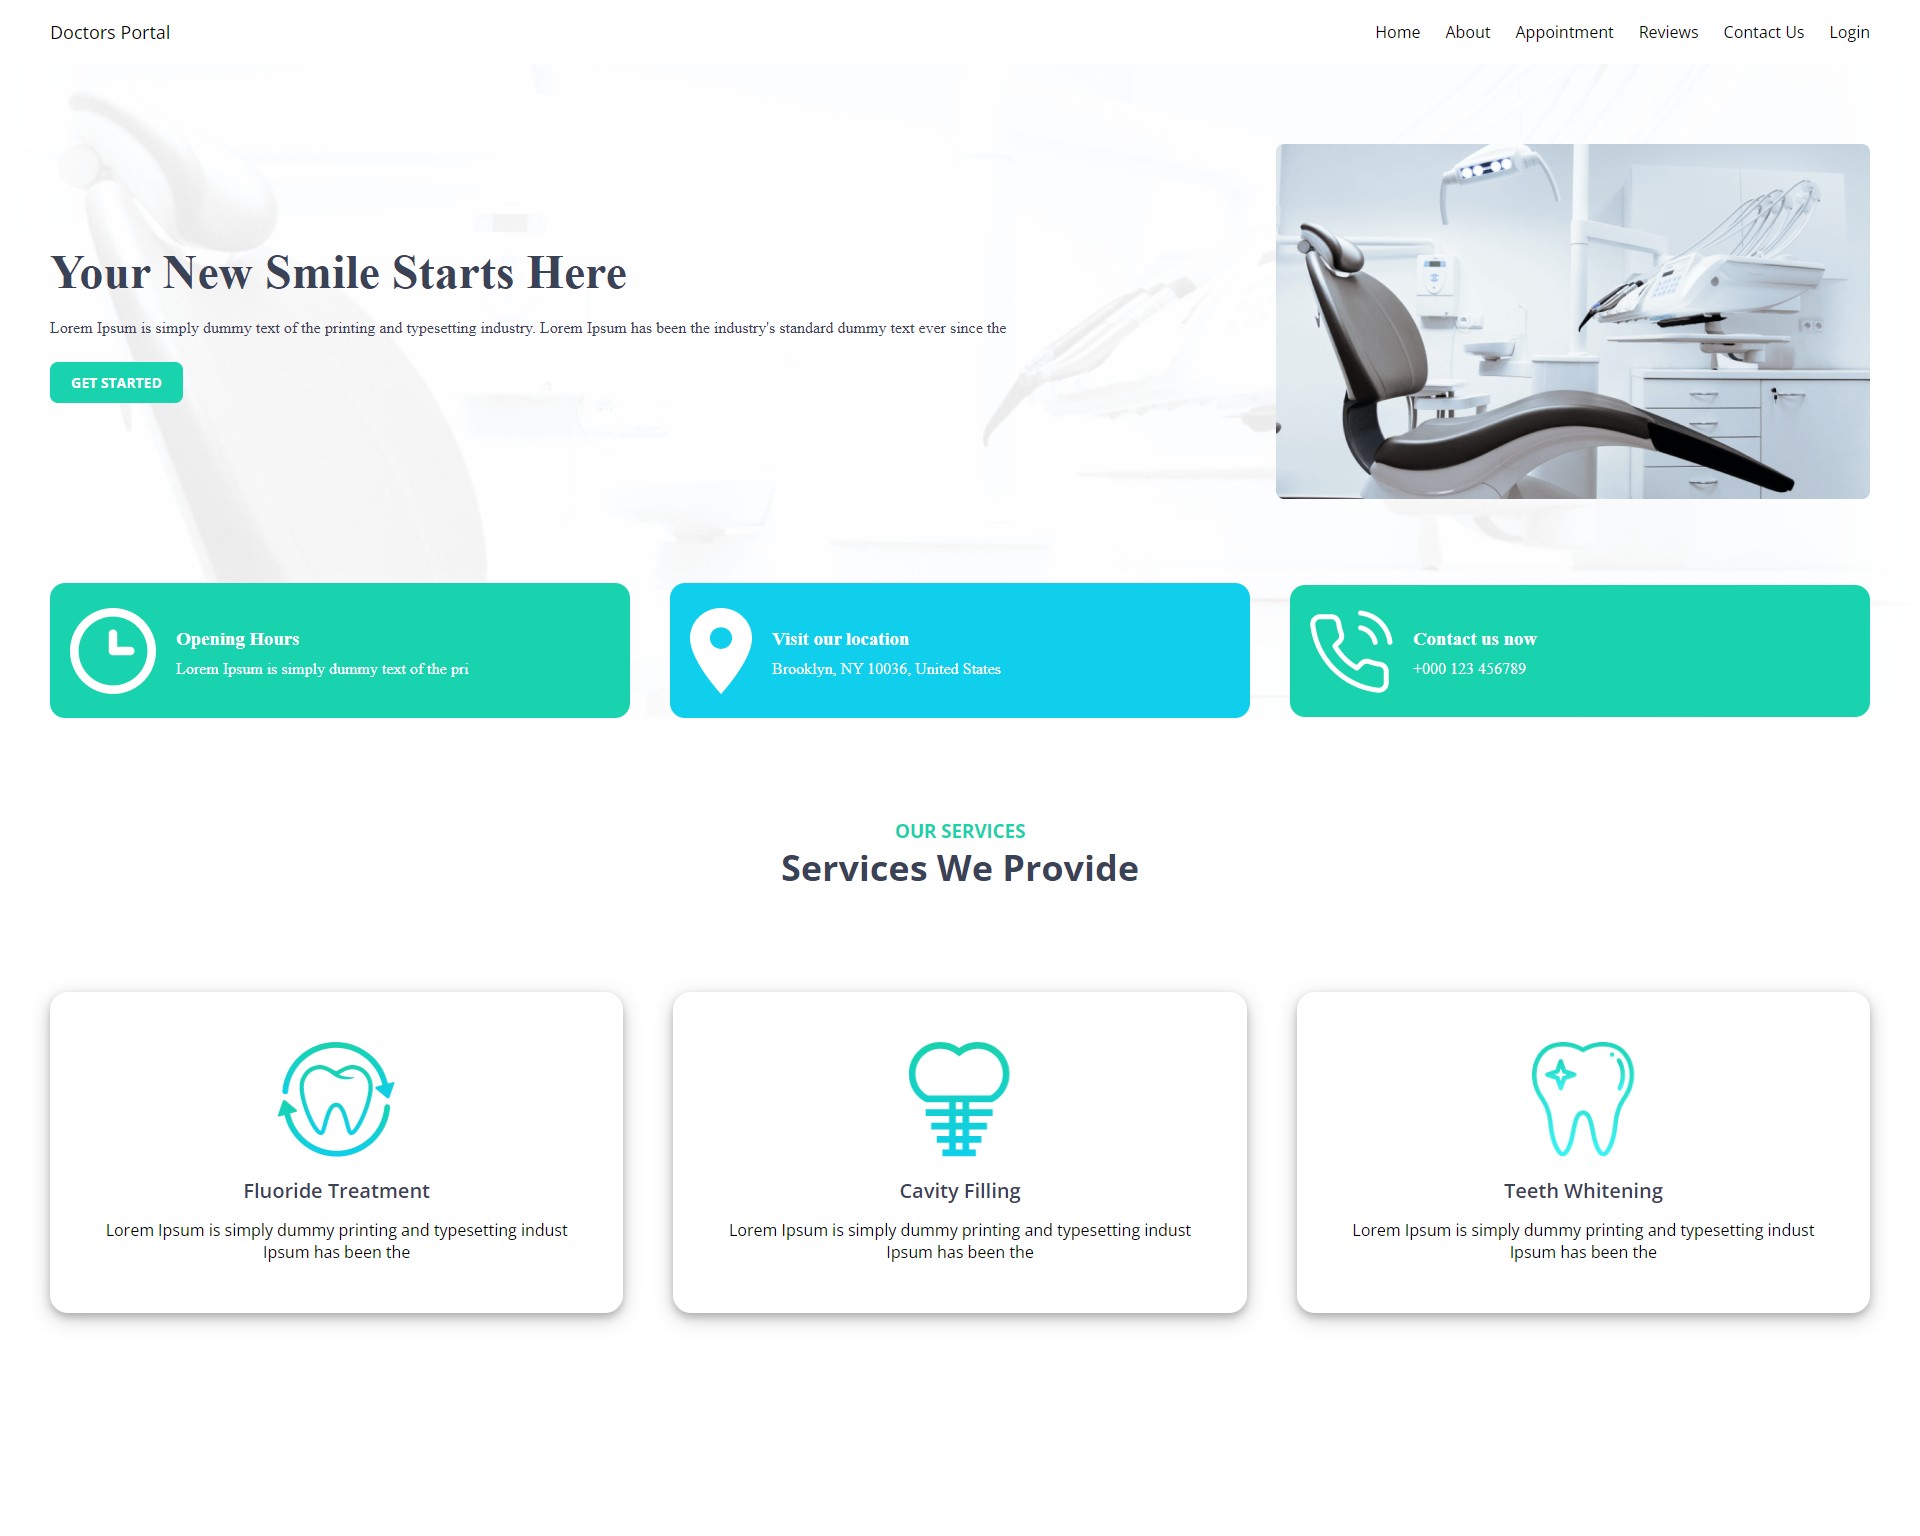 Doctors Portal
Home About Appointment Reviews Contact Us Login
Your New Smile Starts Here
Lorem Ipsum is simply dummy text of the printing and typesetting industry. Lorem Ipsum has been the industry's standard dummy text ever since the
GET STARTED
Opening Hours
Lorem Ipsum is simply dummy text of the pri
Visit our location
Brooklyn, NY 10036, United States
Contact us now
+000 123 456789
OUR SERVICES
Services We Provide
Fluoride Treatment
Lorem Ipsum is simply dummy printing and typesetting indust
Ipsum has been the
Cavity Filling
Lorem Ipsum is simply dummy printing and typesetting indust
Ipsum has been the
Teeth Whitening
Lorem Ipsum is simply dummy printing and typesetting indust
Ipsum has been the